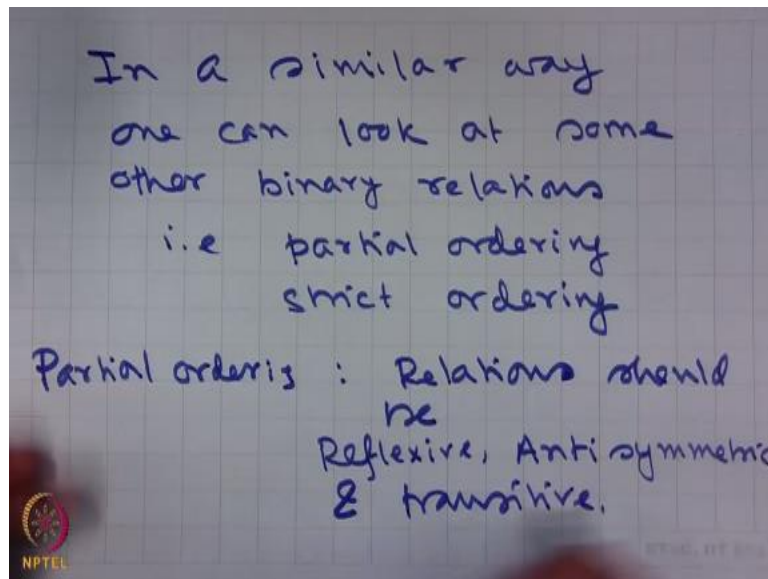 In a similar way
one can look at some
other binary relations
i.e partial ordering
strict ordering
Partial orderig : Relations should
be
Reflexive, Anti symmetric
& transitive.
NPTEL